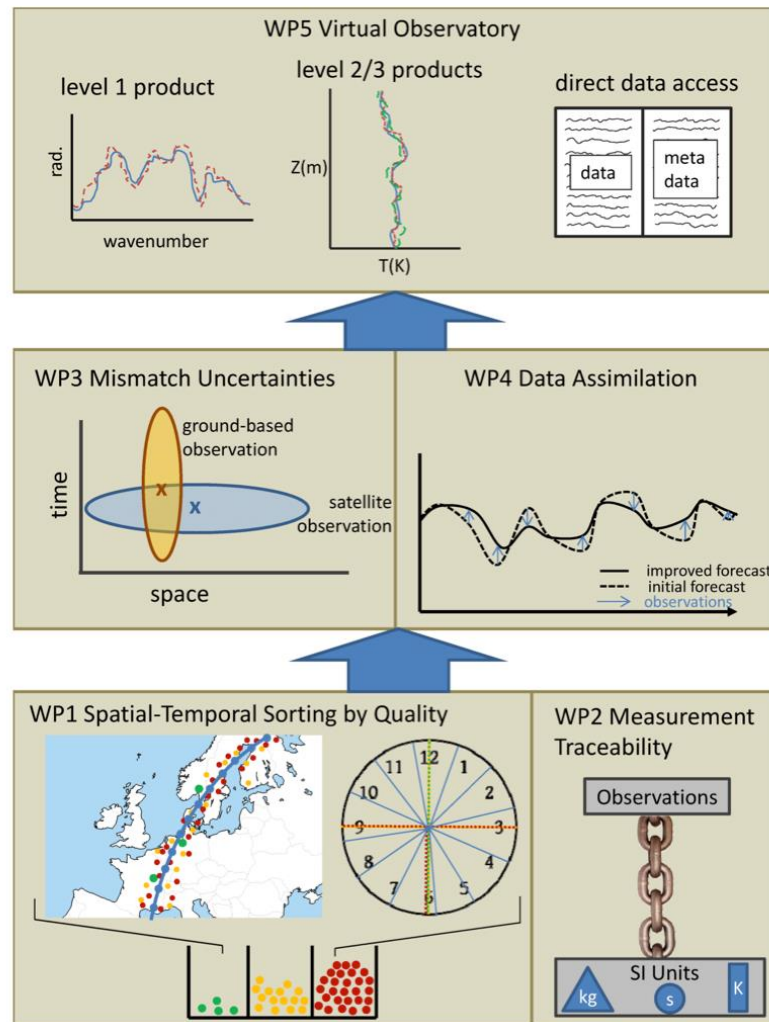 WP5 Virtual Observatory
level 1 product
rad.
wavenumber
level 2/3 products
Z(m)
T(K)
direct data access
data
meta
data
WP3 Mismatch Uncertainties
ground-based
observation
time
x
x
satellite
observation
space
WP4 Data Assimilation
improved forecast
initial forecast
observations
WP1 Spatial-Temporal Sorting by Quality
12
1
2
3
4
5
6
7
8
9
10
11
WP2 Measurement
Traceability
Observations
SI Units
kg
s
K